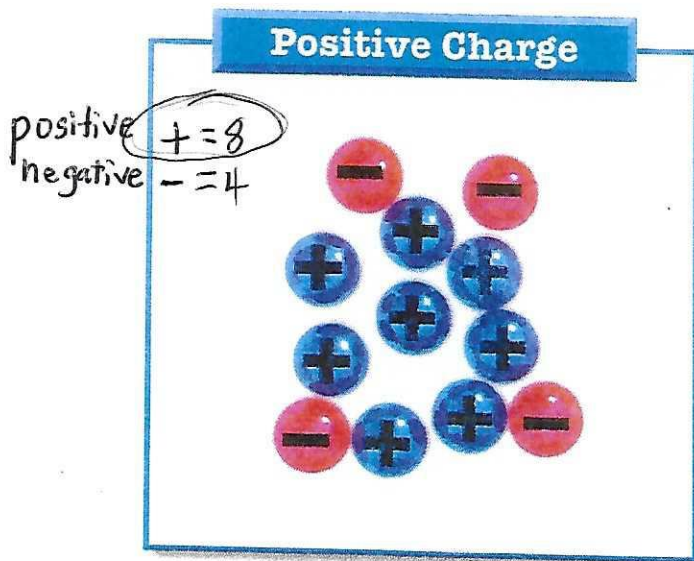 Positive Charge
positive + = 8
negative - = 4